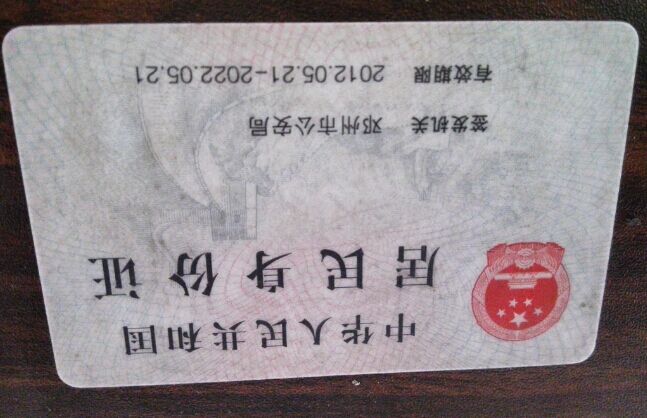 中华人民共和国
居民身份证
签发机关 邓州市公安局
有效期限 2012.05.21-2022.05.21